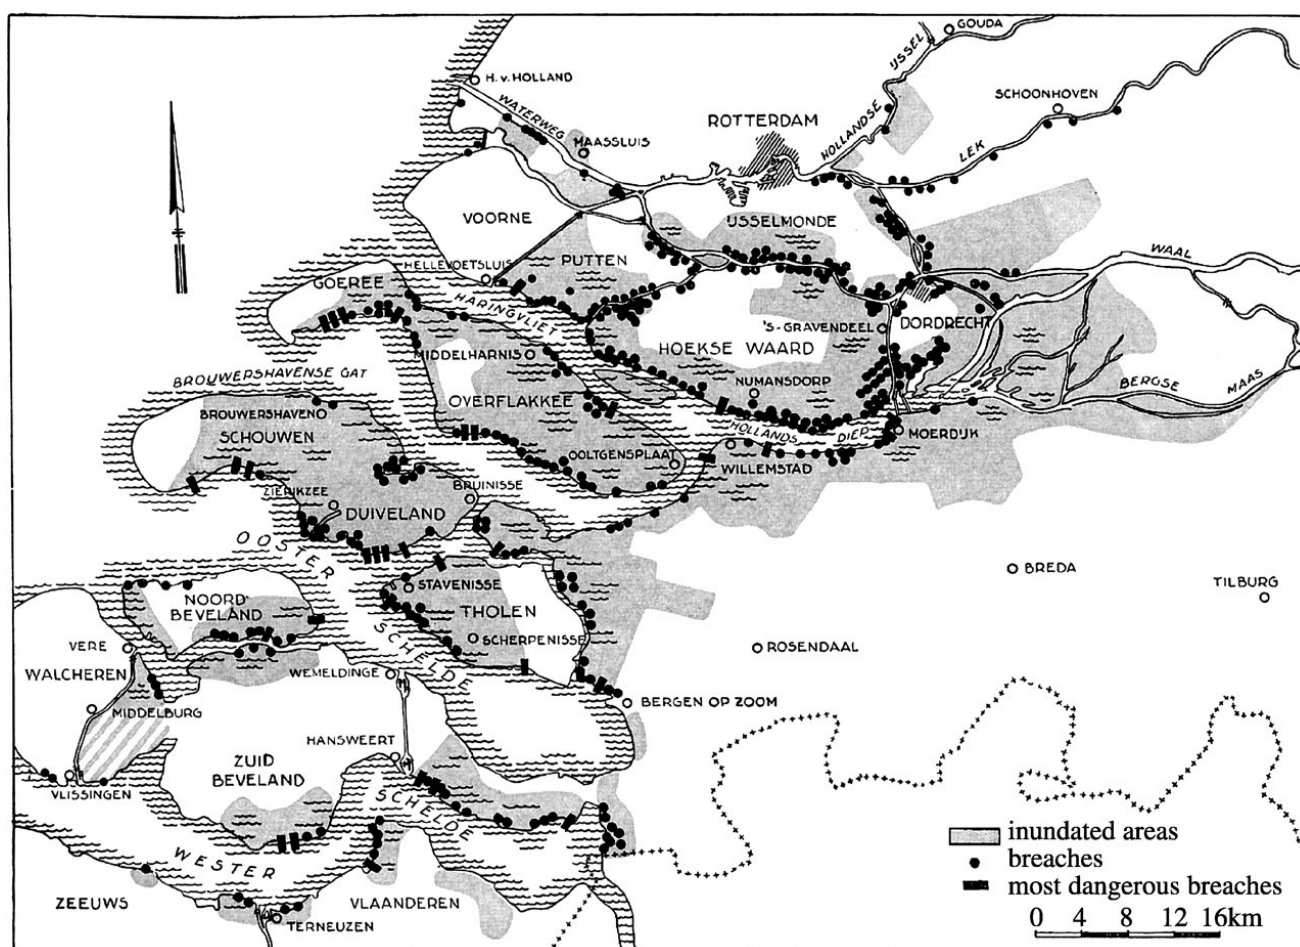 GOUDA
IJSSEL
H. v. HOLLAND
SCHOONHOVEN
WATERWEG
ROTTERDAM
HOLLANDSE
MAASSLUIS
LEK
VOORNE
IJSSELMONDE
WAAL
HELLEVOETSLUIS
PUTTEN
GOEREE
HARINGVLIET
'S-GRAVENDEEL
DORDRECHT
MIDDELHARNIS
HOEKSE WAARD
BROUWERSHAVENSE GAT
NUMANSDORP
BERGSE
MAAS
BROUWERSHAVEN
OVERFLAKKEE
SCHOUWEN
HOLLANDS
DIEP
MOERDIJK
OOLTGENSPLAAT
WILLEMSTAD
ZIERIKZEE
BRUINISSE
DUIVELAND
OOSTER
BREDA
TILBURG
STAVENISSE
NOORD-
BEVELAND
THOLEN
SCHERPENISSE
SCHELDE
VERE
ROSENDAAL
WALCHEREN
WEMELDINGE
MIDDELBURG
BERGEN OP ZOOM
HANSWEERT
ZUID
BEVELAND
VLISSINGEN
SCHELDE
WESTER
inundated areas
breaches
most dangerous breaches
ZEEUWS
VLAANDEREN
TERNEUZEN
0 4 8 12 16km